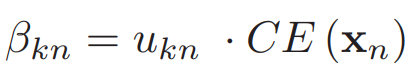 β_{kn} = u_{kn} · CE (𝐱_n)